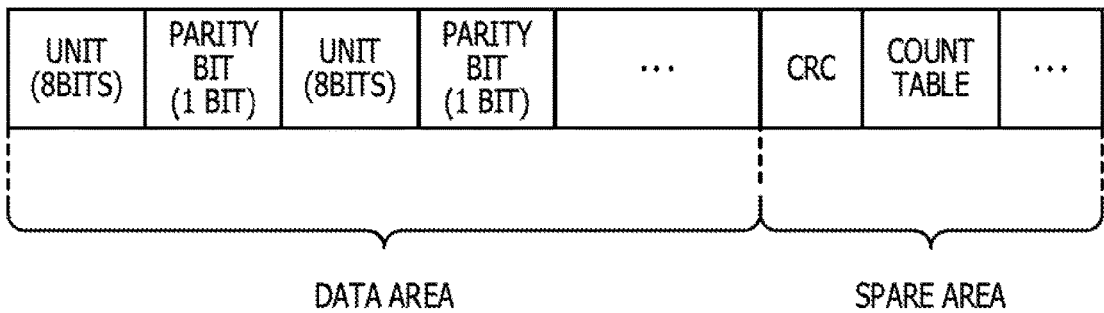 UNIT
(8BITS)
PARITY
BIT
(1 BIT)
UNIT
(8BITS)
PARITY
BIT
(1 BIT)
...
CRC
COUNT
TABLE
...
DATA AREA
SPARE AREA